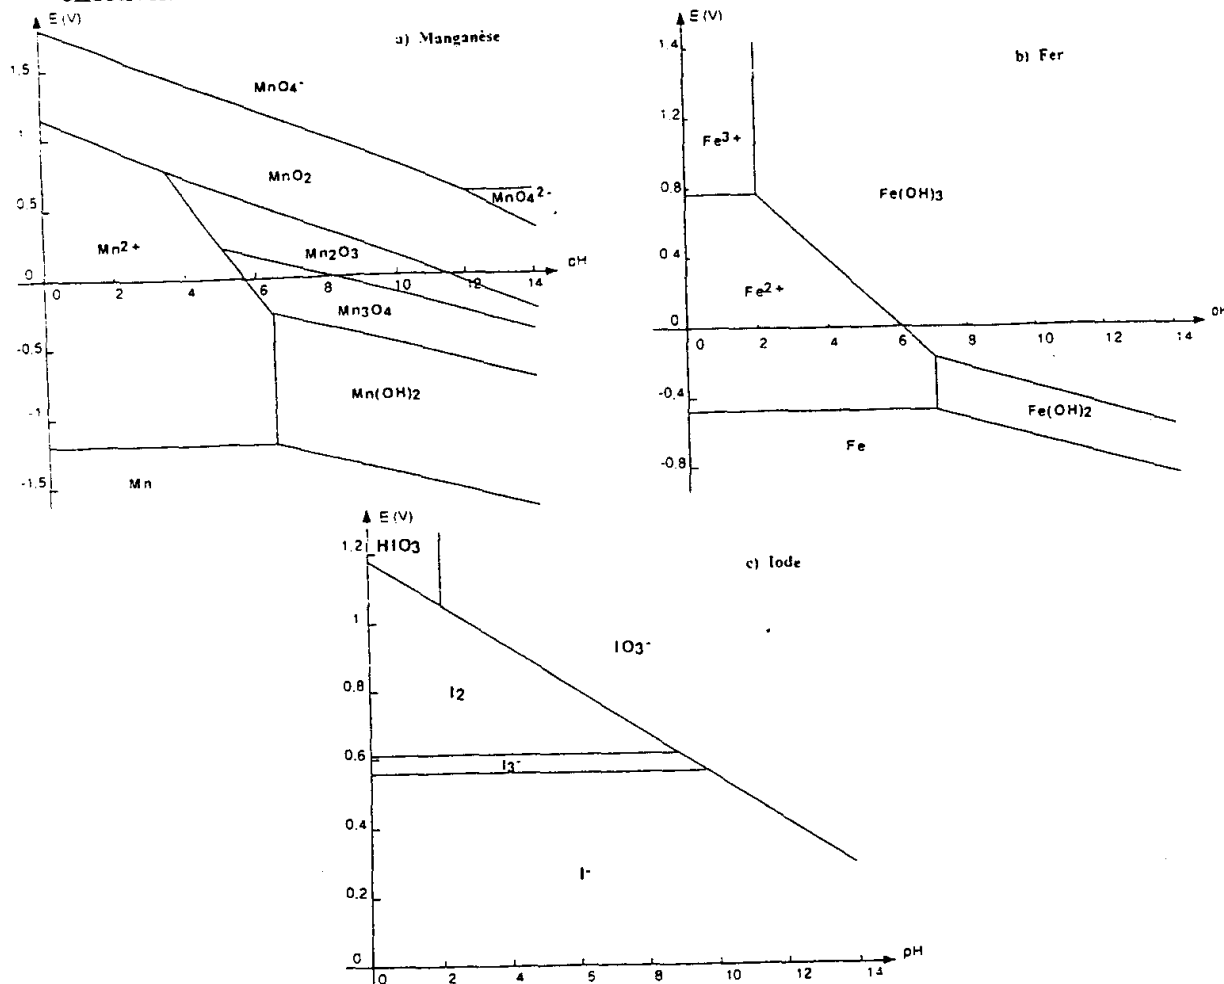 E (V)
a) Manganèse
1.5
MnO4-
1
MnO2
MnO4 2-
0.5
Mn2+
Mn2O3
pH
0
0 2 4 6 8 10 12 14
Mn3O4
-0.5
Mn(OH)2
-1
-1.5
Mn
E (V)
b) Fer
1.4
1.2
Fe3+
0.8
Fe(OH)3
0.4
Fe2+
0
0 2 4 6 8 10 12 14
-0.4
Fe(OH)2
Fe
-0.8
E (V)
1.2
HIO3
c) Iode
1
IO3-
0.8
I2
0.6
I3-
0.4
I-
0.2
0
pH
0 2 4 6 8 10 12 14